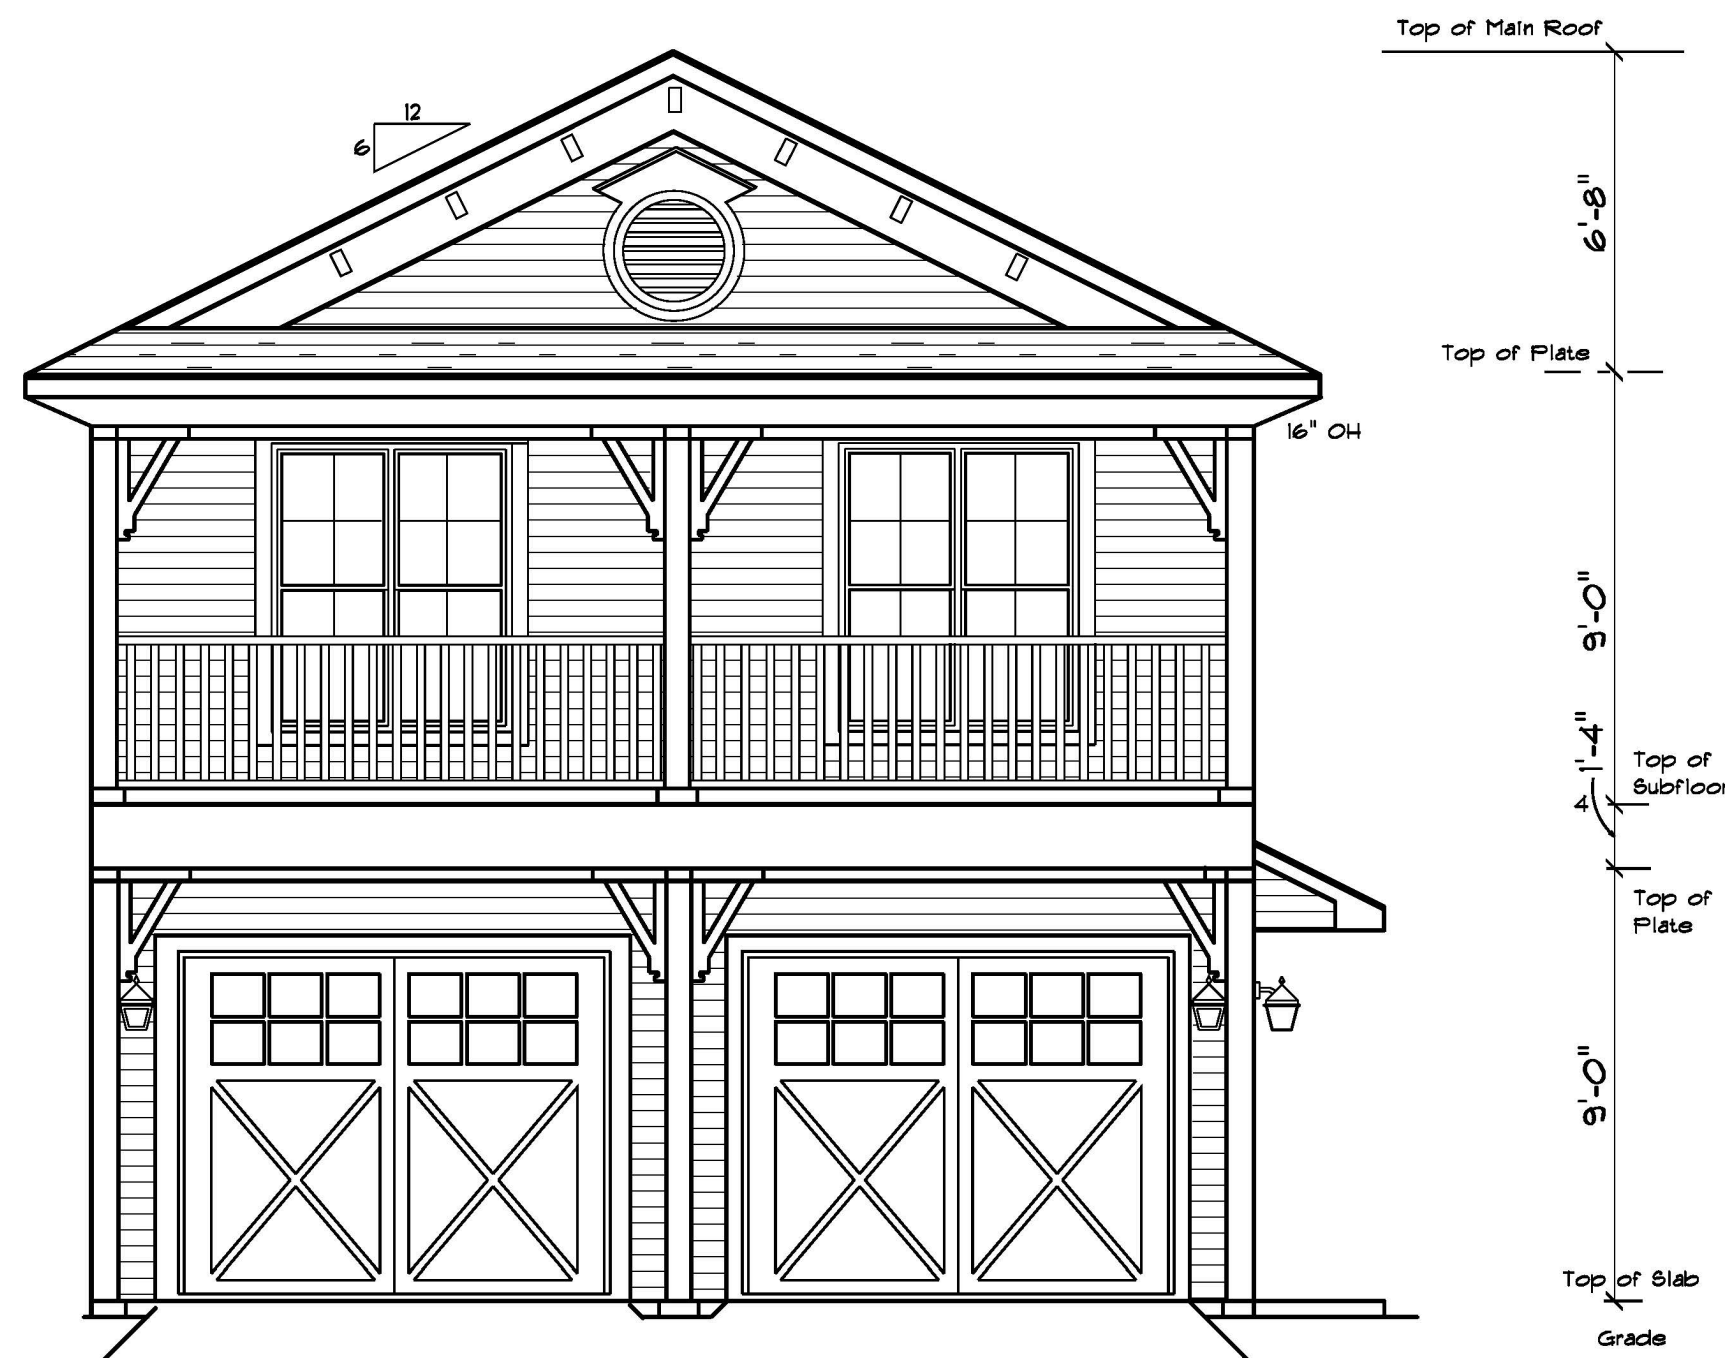 Top of Main Roof
12
6
6'-8"
Top of Plate
16" OH
9'-0"
1'-4"
Top of
Subfloor
4
Top of
Plate
9'-0"
Top of Slab
Grade